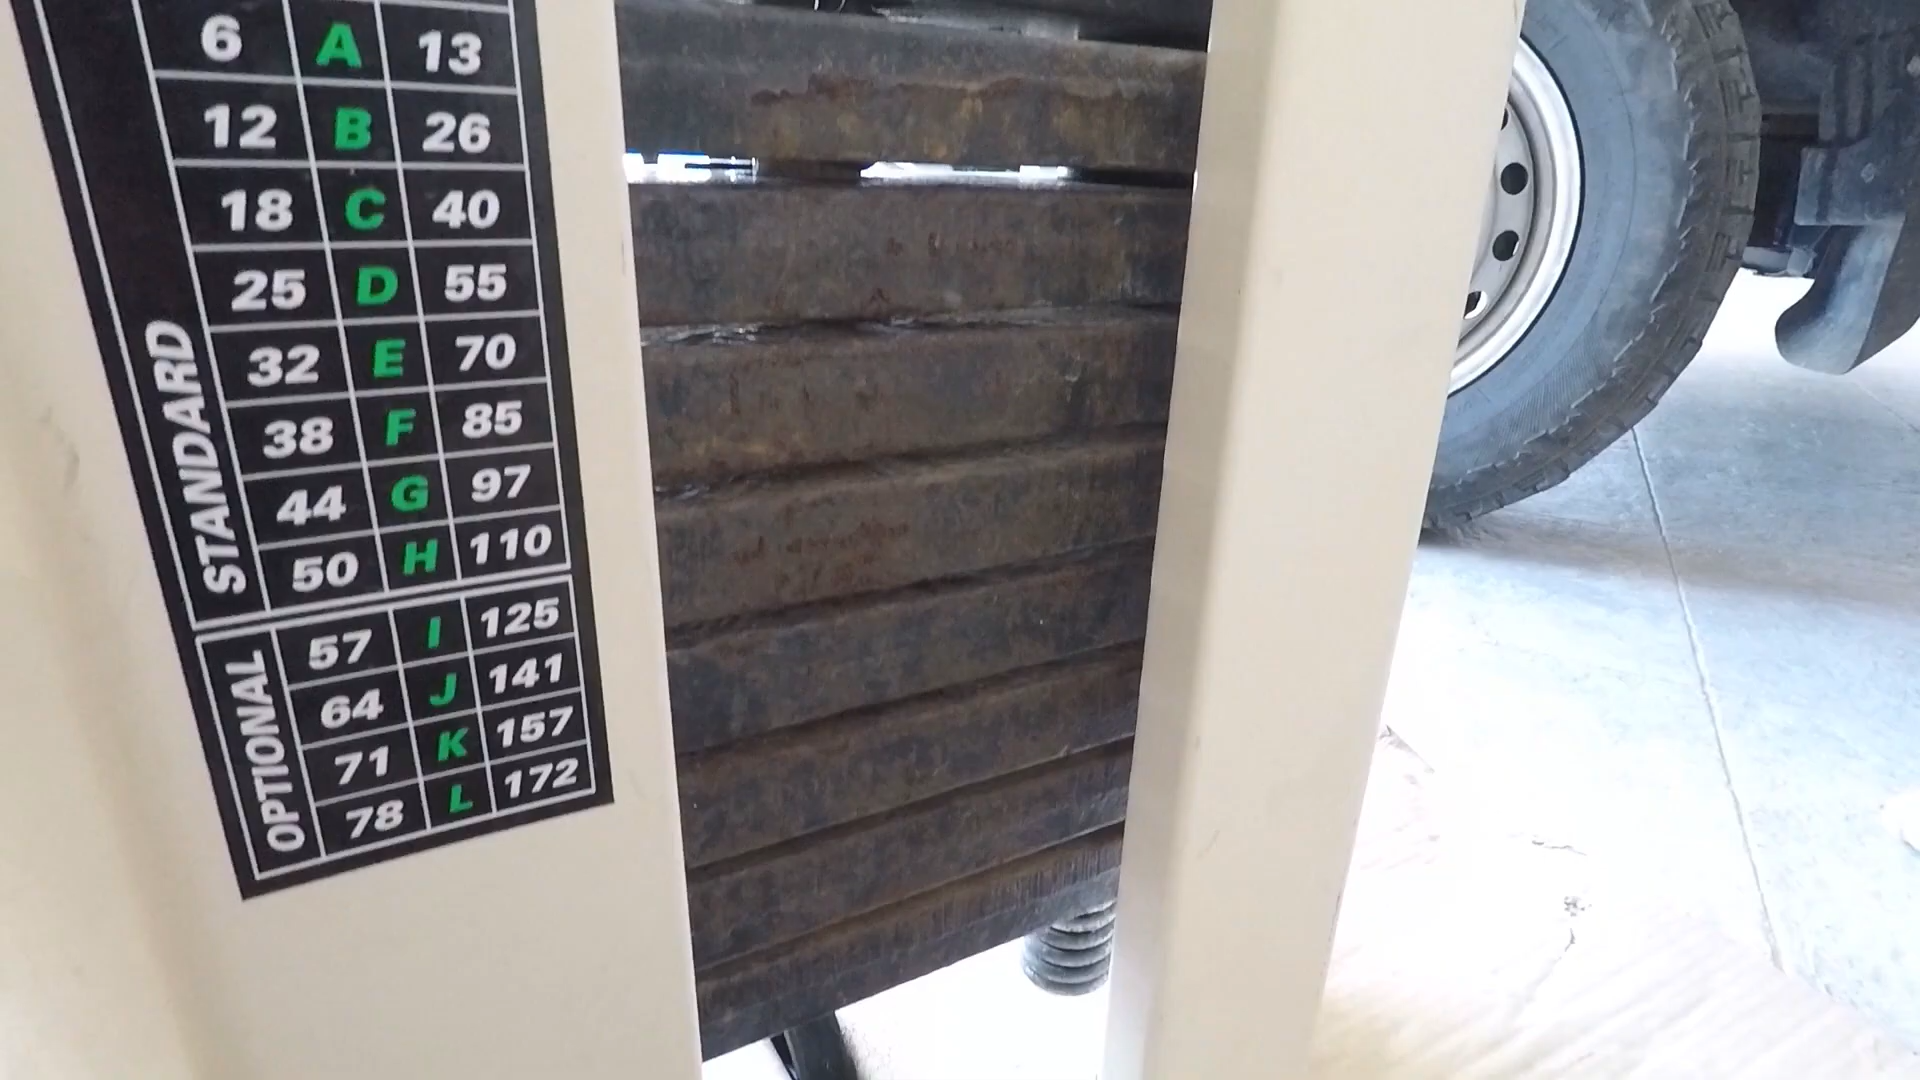 6 A 13
12 B 26
18 C 40
25 D 55
32 E 70
38 F 85
44 G 97
50 H 110
STANDARD
57 I 125
64 J 141
71 K 157
78 L 172
OPTIONAL